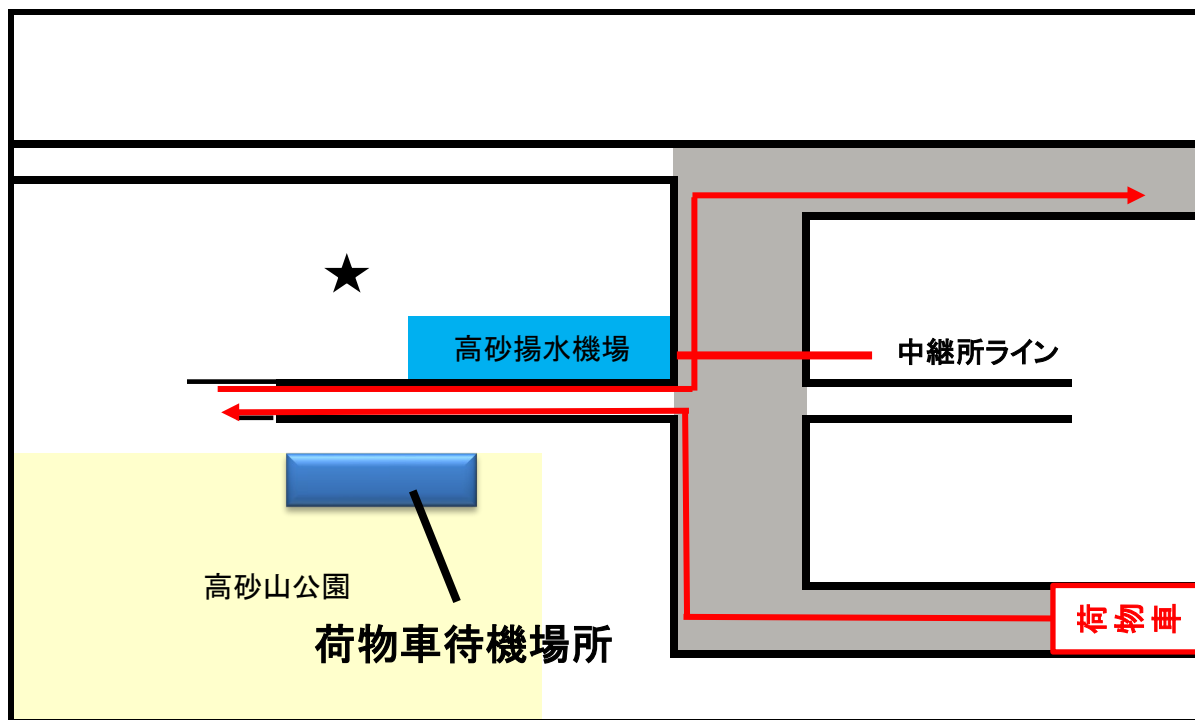 高砂揚水機場
中継所ライン
高砂山公園
荷物車待機場所
荷物車